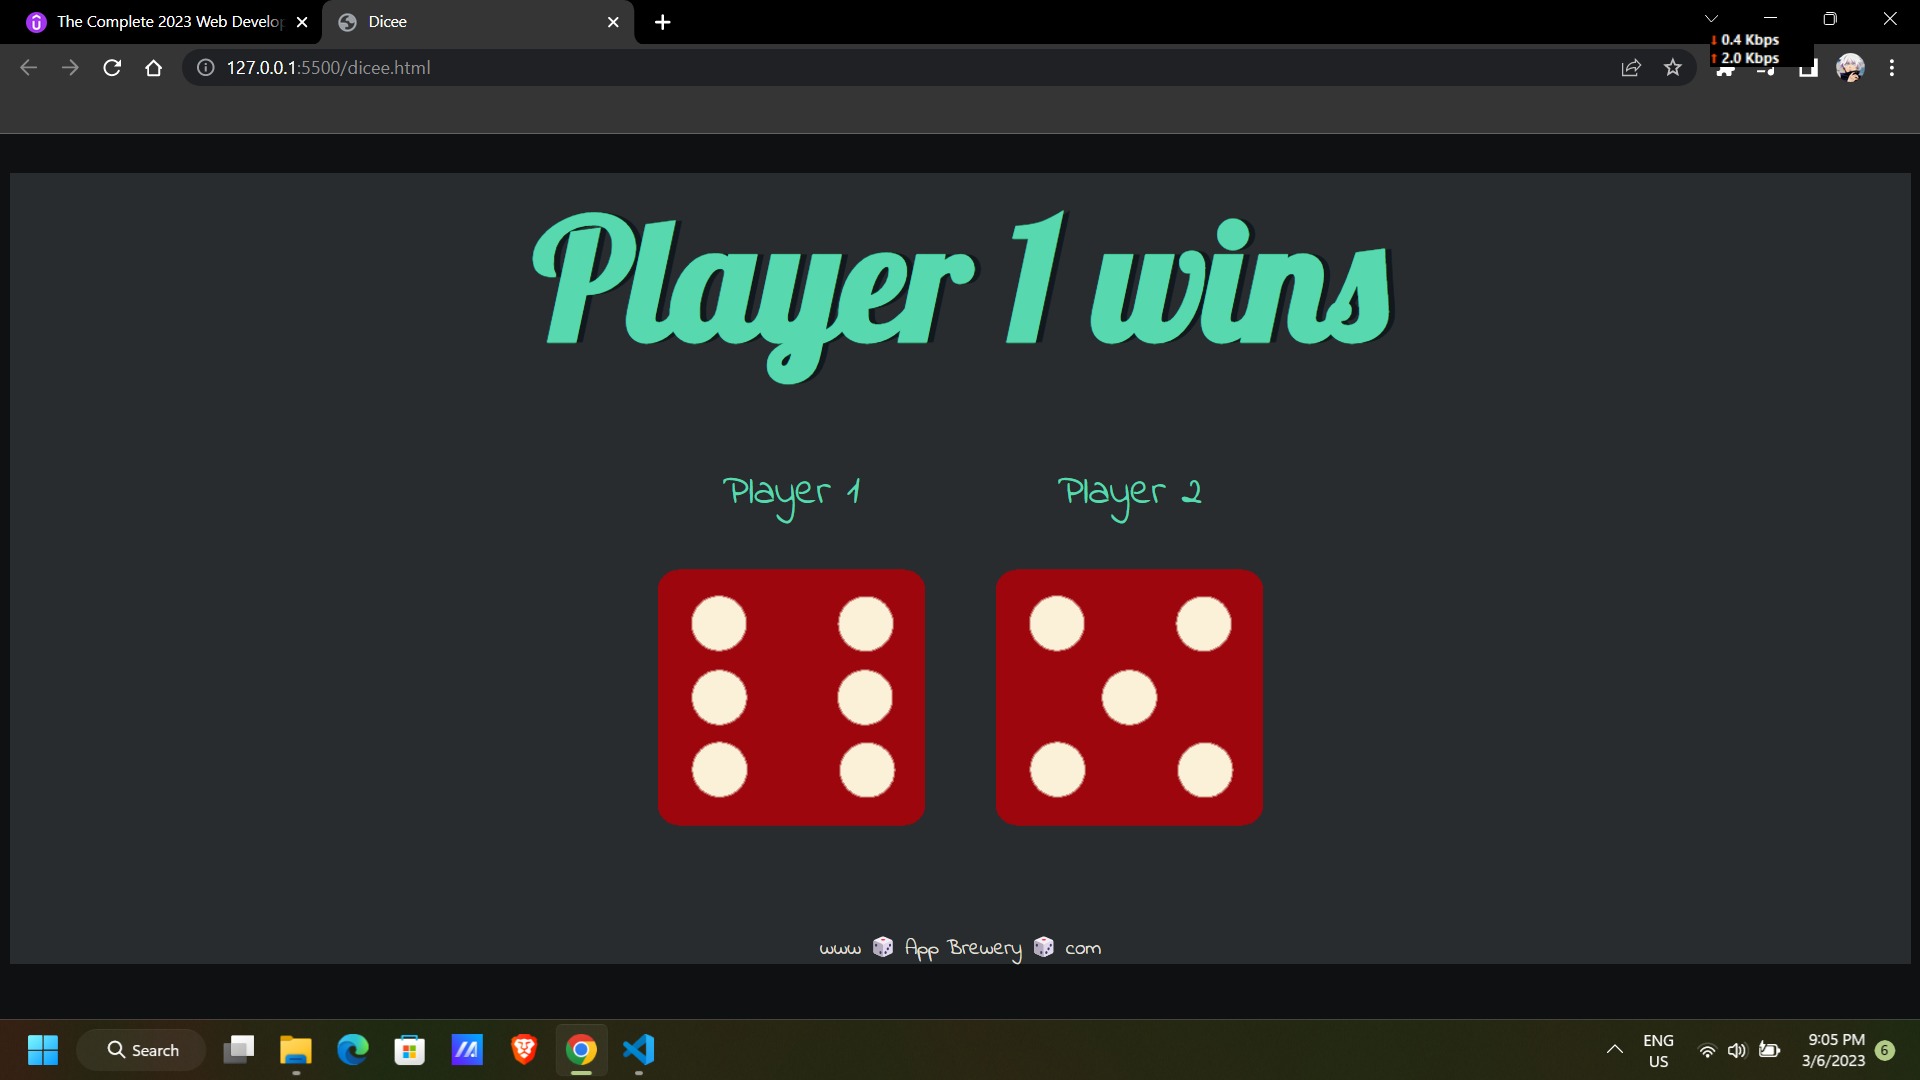 The Complete 2023 Web Develop
Dicee
0.4 Kbps
2.0 Kbps
127.0.0.1:5500/dicee.html
Player 1 wins
Player 1
Player 2
www 🎲 App Brewery 🎲 com
Search
ENG
US
9:05 PM
3/6/2023
6